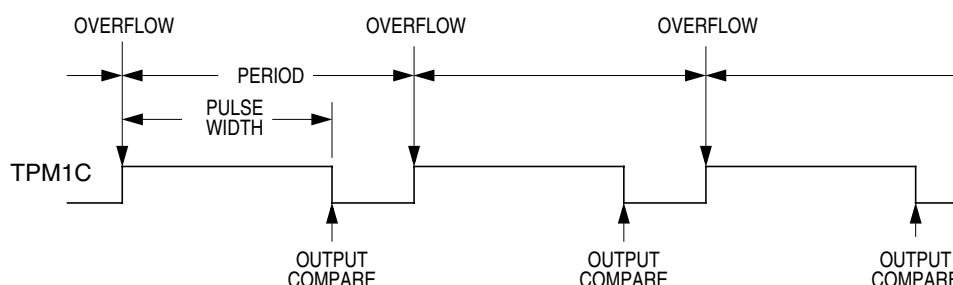 OVERFLOW OVERFLOW OVERFLOW
PERIOD
PULSE
WIDTH
TPM1C
OUTPUT
COMPARE
OUTPUT
COMPARE
OUTPUT
COMPARE